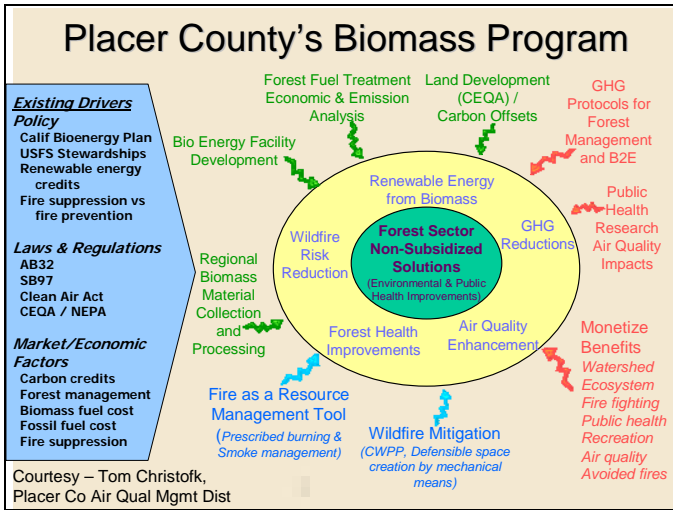 Placer County's Biomass Program
Existing Drivers
Policy
Calif Bioenergy Plan
USFS Stewardships
Renewable energy
credits
Fire suppression vs
fire prevention
Laws & Regulations
AB32
SB97
Clean Air Act
CEQA / NEPA
Market/Economic
Factors
Carbon credits
Forest management
Biomass fuel cost
Fossil fuel cost
Fire suppression
Forest Fuel Treatment
Economic & Emission
Analysis
Land Development
(CEQA) /
Carbon Offsets
GHG
Protocols for
Forest
Management
and B2E
Bio Energy Facility
Development
Public
Health
Research
Air Quality
Impacts
Regional
Biomass
Material
Collection
and
Processing
Renewable Energy
from Biomass
Wildfire
Risk
Reduction
GHG
Reductions
Forest Sector
Non-Subsidized
Solutions
(Environmental & Public
Health Improvements)
Forest Health
Improvements
Air Quality
Enhancement
Monetize
Benefits
Watershed
Ecosystem
Fire fighting
Public health
Recreation
Air quality
Avoided fires
Fire as a Resource
Management Tool
(Prescribed burning &
Smoke management)
Wildfire Mitigation
(CWPP, Defensible space
creation by mechanical
means)
Courtesy – Tom Christofk,
Placer Co Air Qual Mgmt Dist